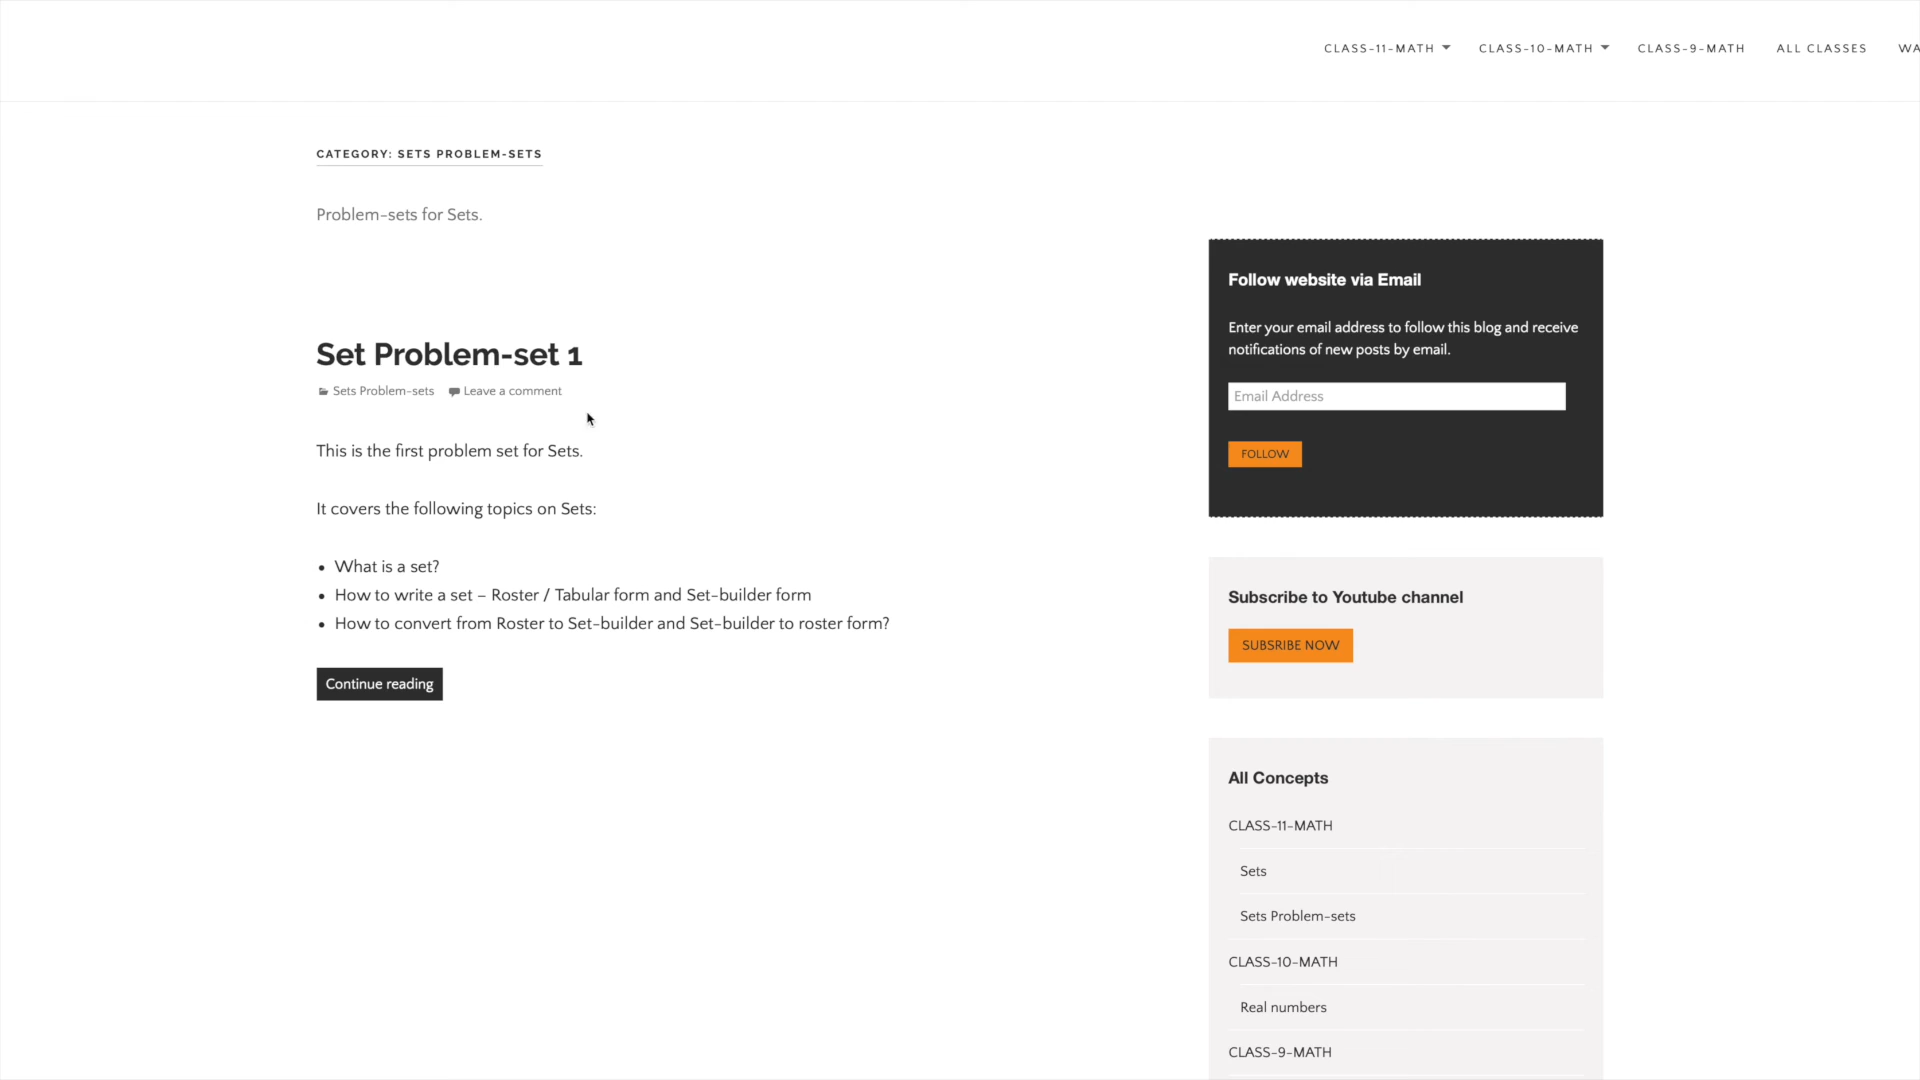 CLASS-11-MATH CLASS-10-MATH CLASS-9-MATH ALL CLASSES
CATEGORY: SETS PROBLEM-SETS
Problem-sets for Sets.
Set Problem-set 1
Sets Problem-sets Leave a comment
This is the first problem set for Sets.
It covers the following topics on Sets:
• What is a set?
• How to write a set – Roster / Tabular form and Set-builder form
• How to convert from Roster to Set-builder and Set-builder to roster form?
Continue reading
Follow website via Email
Enter your email address to follow this blog and receive
notifications of new posts by email.
Email Address
FOLLOW
Subscribe to Youtube channel
SUBSRIBE NOW
All Concepts
CLASS-11-MATH
Sets
Sets Problem-sets
CLASS-10-MATH
Real numbers
CLASS-9-MATH